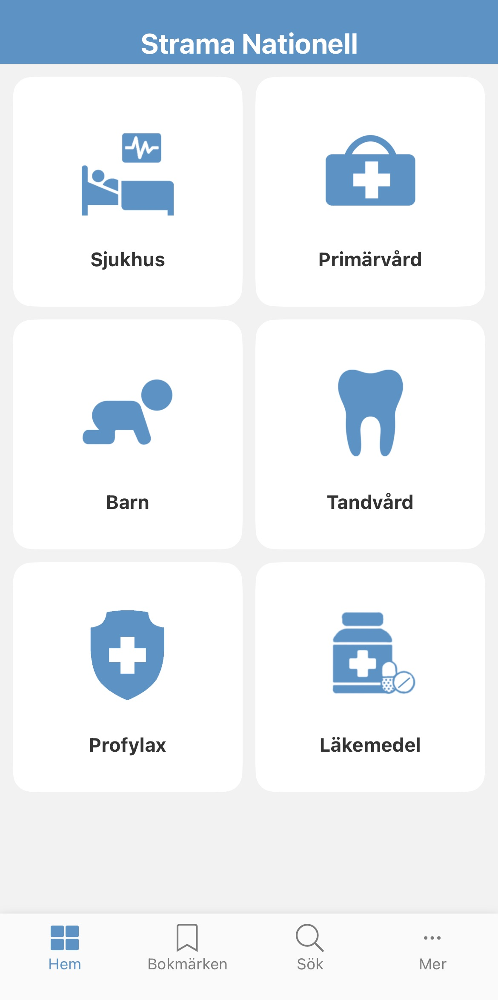 Strama Nationell
Sjukhus
Primärvård
Barn
Tandvård
Profylax
Läkemedel
Hem
Bokmärken
Sök
Mer